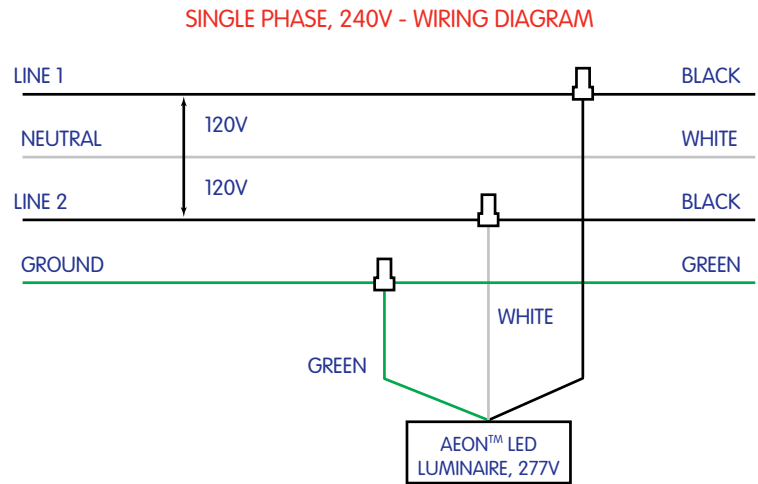 SINGLE PHASE, 240V - WIRING DIAGRAM
LINE 1
BLACK
120V
NEUTRAL
WHITE
120V
LINE 2
BLACK
GROUND
GREEN
WHITE
GREEN
AEON™ LED
LUMINAIRE, 277V